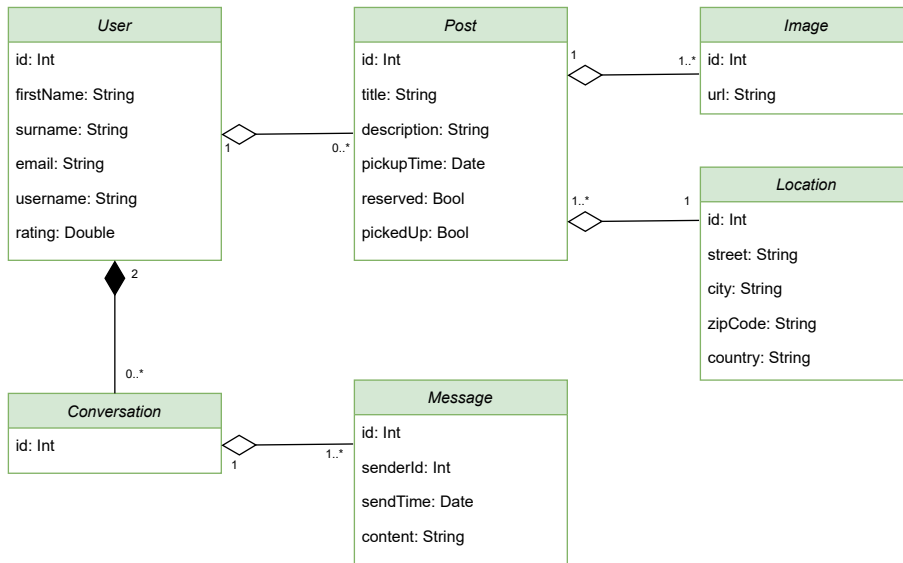 User
id: Int
firstName: String
surname: String
email: String
username: String
rating: Double
1
0..*
Post
id: Int
title: String
description: String
pickupTime: Date
reserved: Bool
pickedUp: Bool
1
1..*
Image
id: Int
url: String
1..*
1
Location
id: Int
street: String
city: String
zipCode: String
country: String
2
0..*
Conversation
id: Int
1
1..*
Message
id: Int
senderId: Int
sendTime: Date
content: String